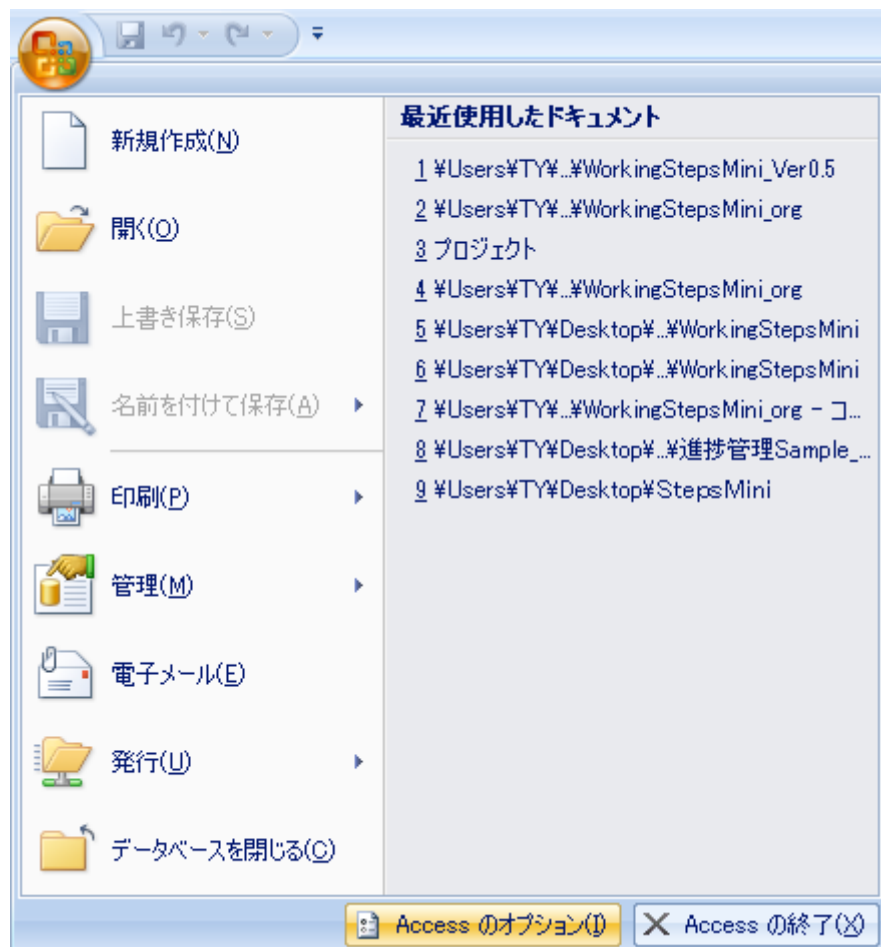 新規作成(N)
開く(O)
上書き保存(S)
名前を付けて保存(A)
印刷(P)
管理(M)
電子メール(E)
発行(U)
データベースを閉じる(C)
最近使用したドキュメント
1 ¥Users¥TY¥...¥WorkingStepsMini_Ver0.5
2 ¥Users¥TY¥...¥WorkingStepsMini_org
3 プロジェクト
4 ¥Users¥TY¥...¥WorkingStepsMini_org
5 ¥Users¥TY¥Desktop¥...¥WorkingStepsMini
6 ¥Users¥TY¥Desktop¥...¥WorkingStepsMini
7 ¥Users¥TY¥...¥WorkingStepsMini_org - コ...
8 ¥Users¥TY¥Desktop¥...¥進捗管理Sample_...
9 ¥Users¥TY¥Desktop¥StepsMini
Access のオプション(I)
Access の終了(X)